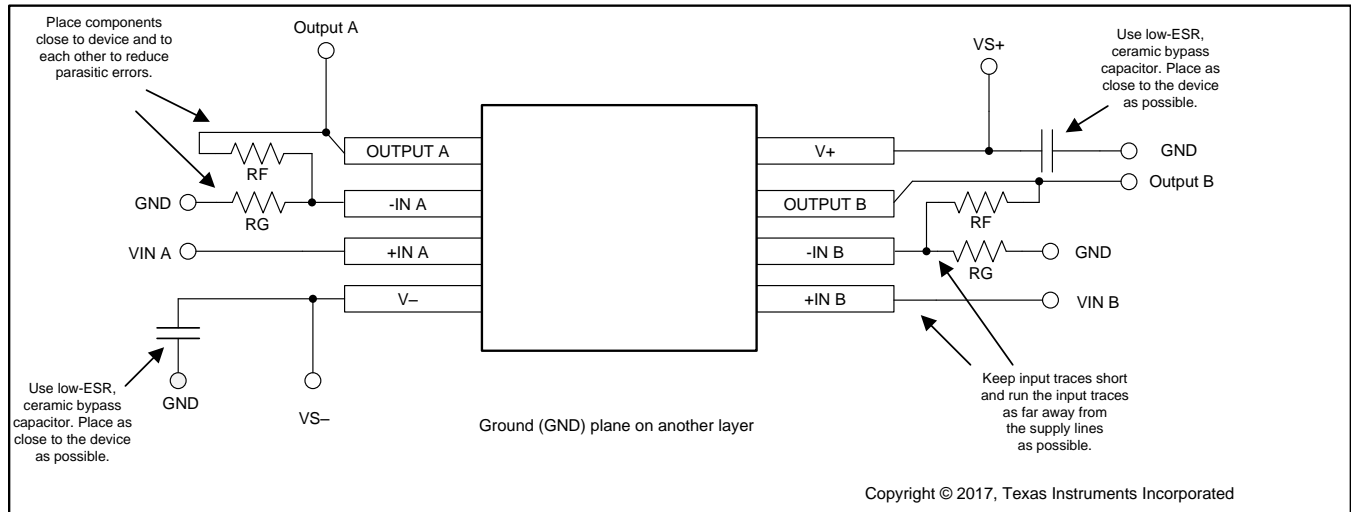 Place components
close to device and to
each other to reduce
parasitic errors.
Output A
VS+
Use low-ESR,
ceramic bypass
capacitor. Place as
close to the device
as possible.
OUTPUT A
V+
GND
RF
Output B
GND
-IN A
OUTPUT B
RF
RG
VIN A
+IN A
-IN B
GND
RG
V–
+IN B
VIN B
Use low-ESR,
ceramic bypass
capacitor. Place as
close to the device
as possible.
GND
VS–
Ground (GND) plane on another layer
Keep input traces short
and run the input traces
as far away from
the supply lines
as possible.
Copyright © 2017, Texas Instruments Incorporated